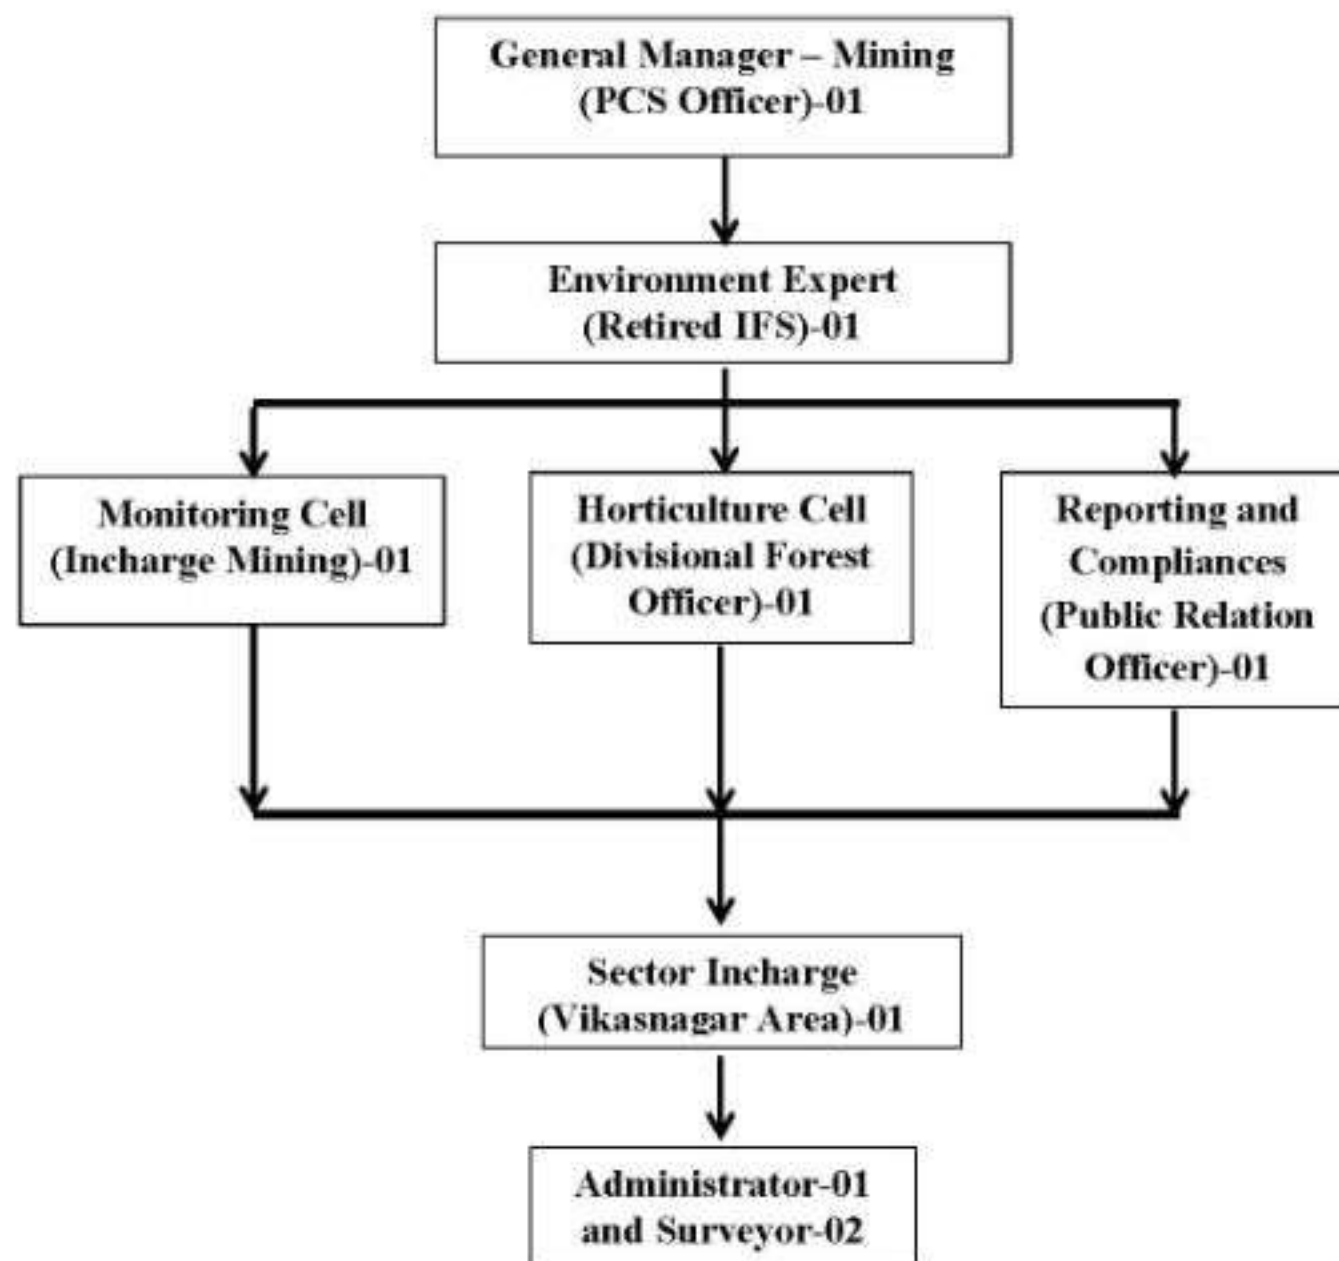 General Manager – Mining
(PCS Officer)-01
Environment Expert
(Retired IFS)-01
Monitoring Cell
(Incharge Mining)-01
Horticulture Cell
(Divisional Forest
Officer)-01
Reporting and
Compliances
(Public Relation
Officer)-01
Sector Incharge
(Vikasnagar Area)-01
Administrator-01
and Surveyor-02